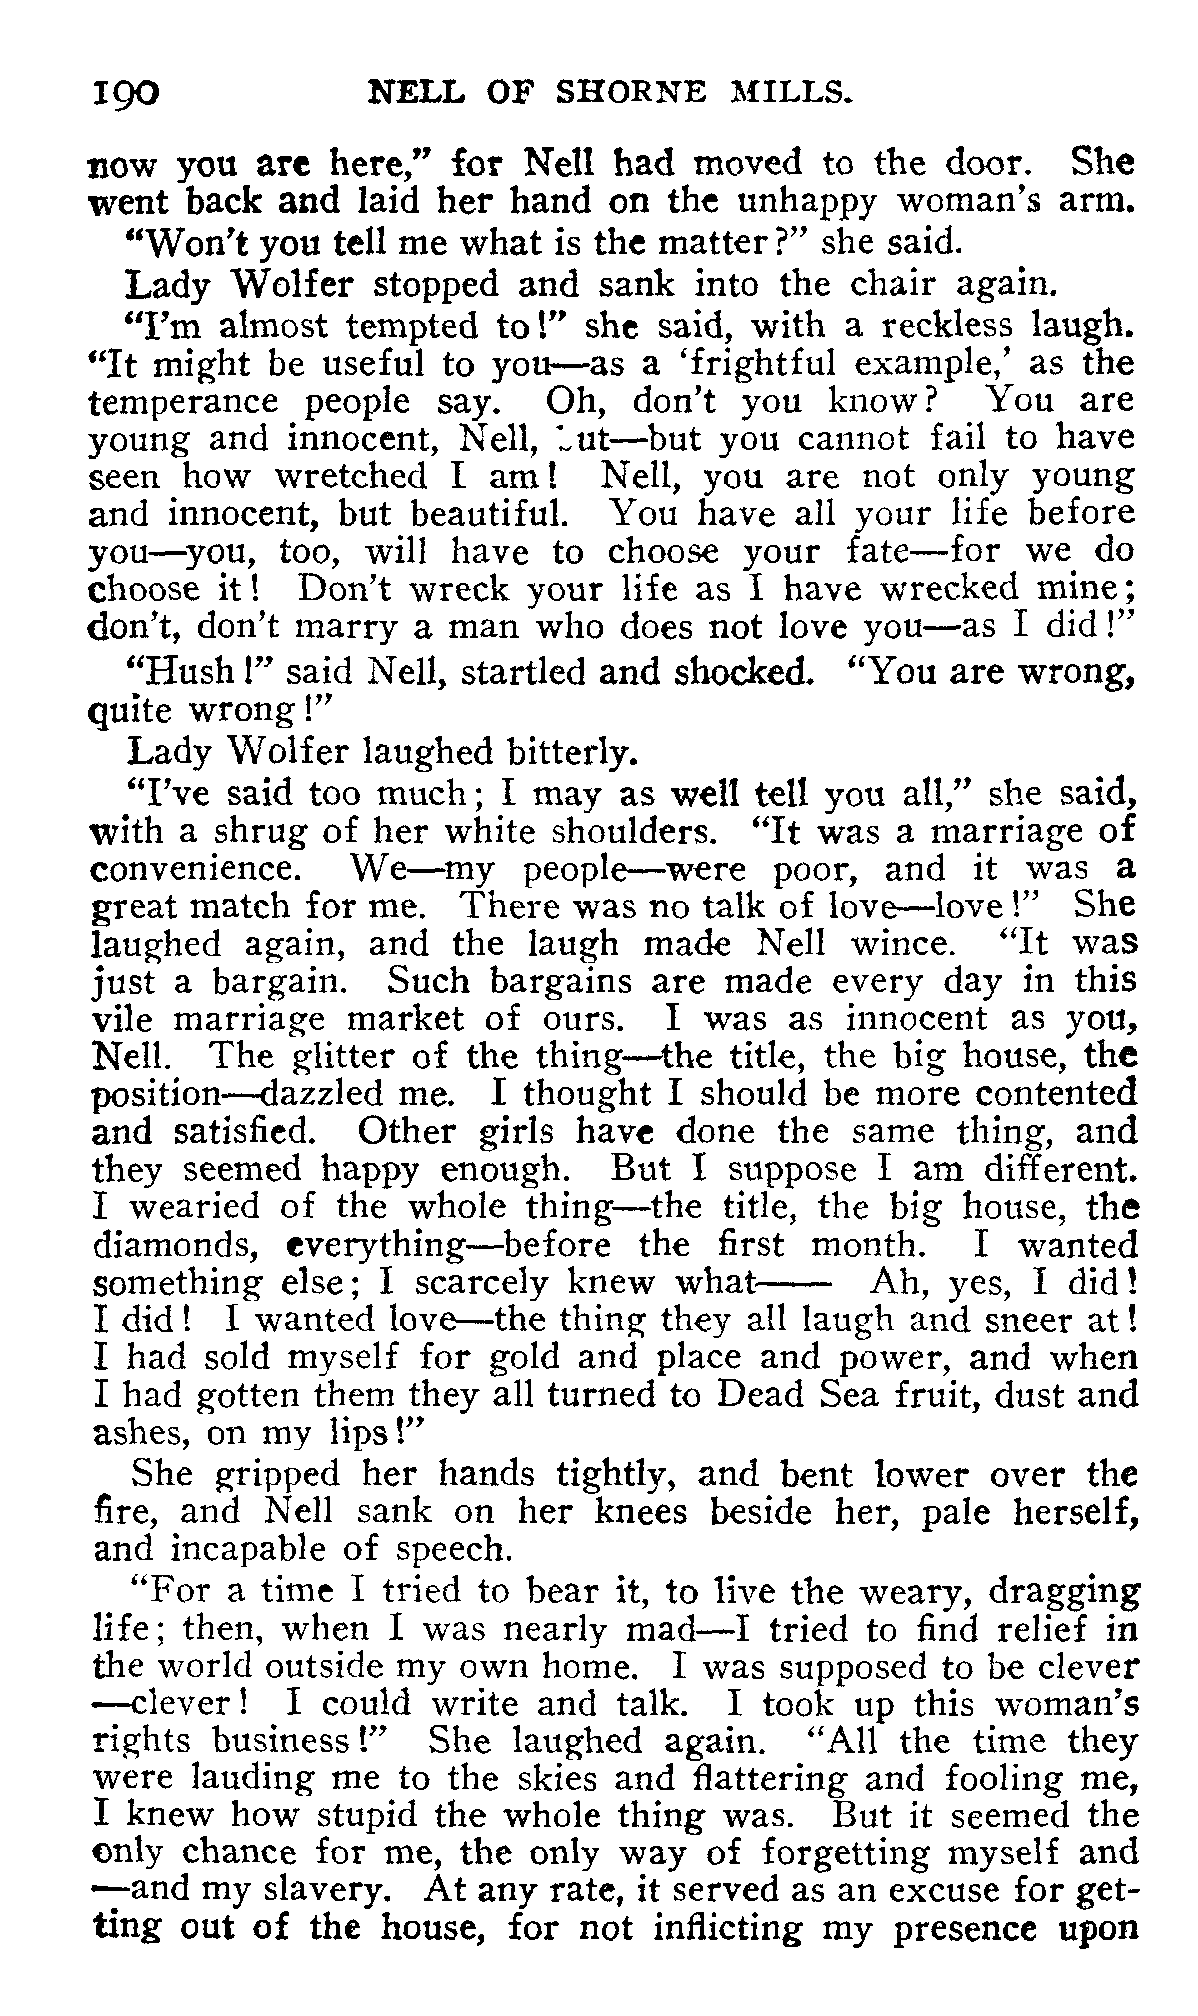 190 NELL OF SHORNE MILLS.
now you are here," for Nell had moved to the door. She
went back and laid her hand on the unhappy woman's arm.
"Won't you tell me what is the matter?" she said.
Lady Wolfer stopped and sank into the chair again.
"I'm almost tempted to!" she said, with a reckless laugh.
"It might be useful to you—as a 'frightful example,' as the
temperance people say. Oh, don't you know? You are
young and innocent, Nell, but—but you cannot fail to have
seen how wretched I am! Nell, you are not only young
and innocent, but beautiful. You have all your life before
you—you, too, will have to choose your fate—for we do
choose it! Don't wreck your life as I have wrecked mine;
don't, don't marry a man who does not love you—as I did!"
"Hush!" said Nell, startled and shocked. "You are wrong,
quite wrong!"
Lady Wolfer laughed bitterly.
"I've said too much; I may as well tell you all," she said,
with a shrug of her white shoulders. "It was a marriage of
convenience. We—my people—were poor, and it was a
great match for me. There was no talk of love—love!" She
laughed again, and the laugh made Nell wince. "It was
just a bargain. Such bargains are made every day in this
vile marriage market of ours. I was as innocent as you,
Nell. The glitter of the thing—the title, the big house, the
position—dazzled me. I thought I should be more contented
and satisfied. Other girls have done the same thing, and
they seemed happy enough. But I suppose I am different.
I wearied of the whole thing—the title, the big house, the
diamonds, everything—before the first month. I wanted
something else; I scarcely knew what—— Ah, yes, I did!
I did! I wanted love—the thing they all laugh and sneer at!
I had sold myself for gold and place and power, and when
I had gotten them they all turned to Dead Sea fruit, dust and
ashes, on my lips!"
She gripped her hands tightly, and bent lower over the
fire, and Nell sank on her knees beside her, pale herself,
and incapable of speech.
"For a time I tried to bear it, to live the weary, dragging
life; then, when I was nearly mad—I tried to find relief in
the world outside my own home. I was supposed to be clever
—clever! I could write and talk. I took up this woman's
rights business!" She laughed again. "All the time they
were lauding me to the skies and flattering and fooling me,
I knew how stupid the whole thing was. But it seemed the
only chance for me, the only way of forgetting myself and
—and my slavery. At any rate, it served as an excuse for get-
ting out of the house, for not inflicting my presence upon